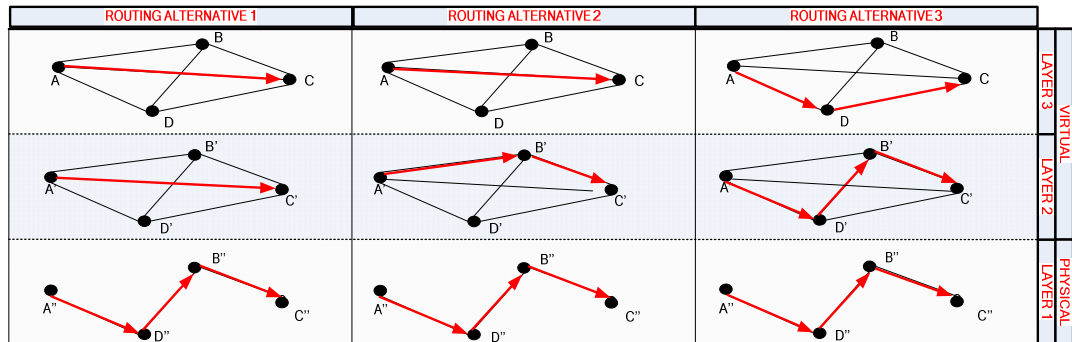 ROUTING ALTERNATIVE 1
ROUTING ALTERNATIVE 2
ROUTING ALTERNATIVE 3
A
B
C
D
A
B
C
D
A
B
C
D
LAYER 3
VIRTUAL
A'
B'
C'
D'
A'
B'
C'
D'
A'
B'
C'
D'
LAYER 2
A"
B"
C"
D"
A"
B"
C"
D"
A"
B"
C"
D"
LAYER 1
PHYSICAL